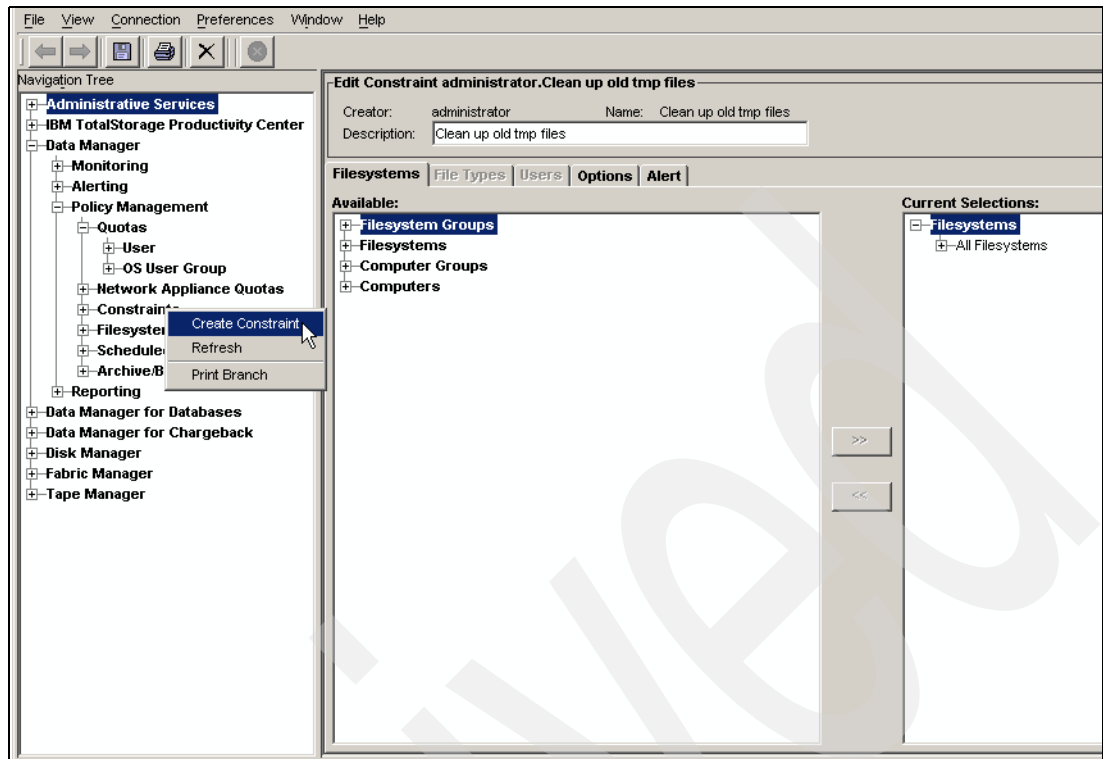 File View Connection Preferences Window Help
Navigation Tree
Administrative Services
IBM TotalStorage Productivity Center
Data Manager
Monitoring
Alerting
Policy Management
Quotas
User
OS User Group
Network Appliance Quotas
Constraints
Create Constraint
Refresh
Print Branch
Reporting
Data Manager for Databases
Data Manager for Chargeback
Disk Manager
Fabric Manager
Tape Manager
Edit Constraint administrator.Clean up old tmp files
Creator: administrator Name: Clean up old tmp files
Description: Clean up old tmp files
Filesystems File Types Users Options Alert
Available:
Filesystem Groups
Filesystems
Computer Groups
Computers
>>
<<
Current Selections:
Filesystems
All Filesystems